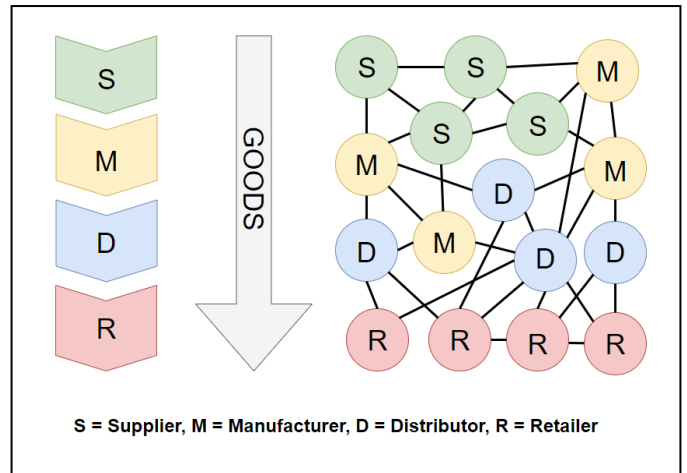 S
M
D
R
GOODS
S S M
S S
M D M
D M D D
R R R R
S = Supplier, M = Manufacturer, D = Distributor, R = Retailer